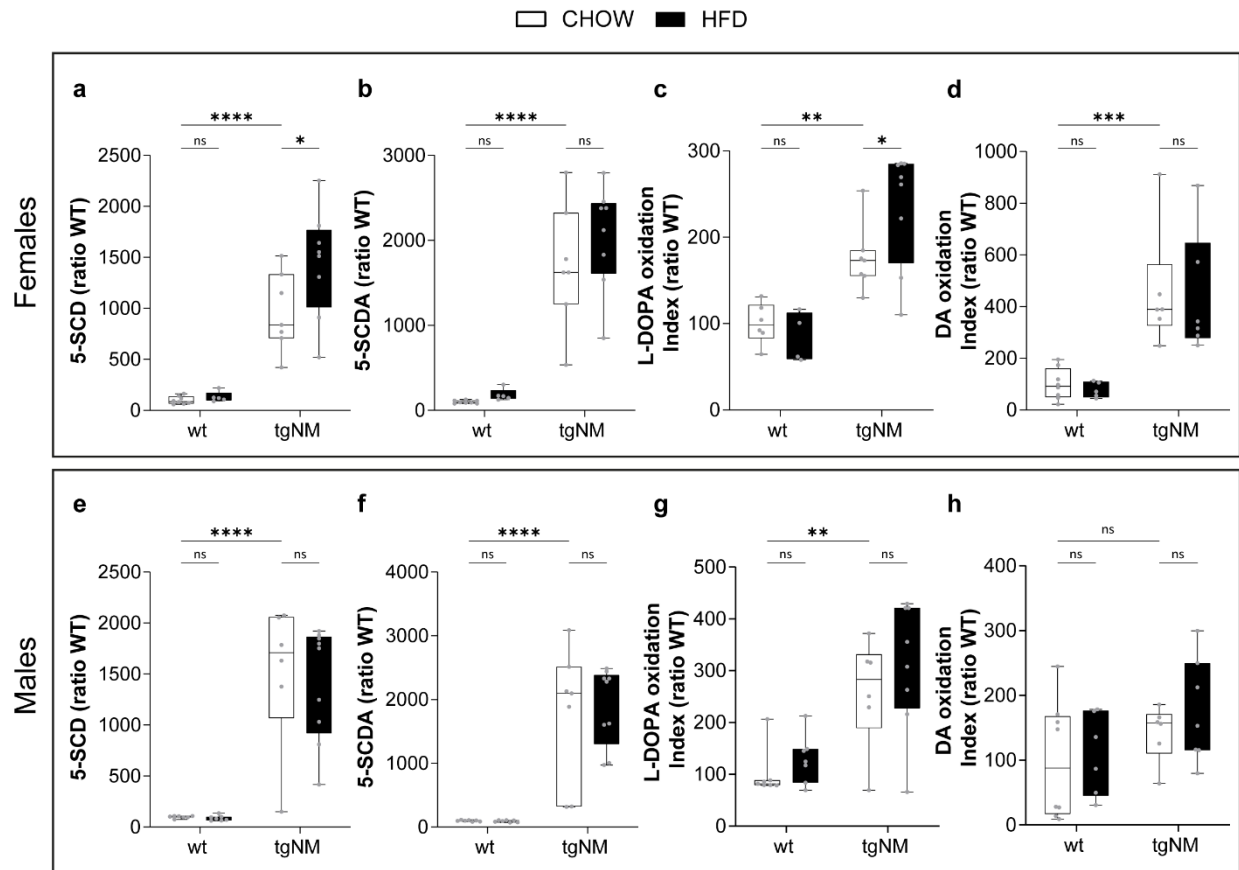 CHOW HFD
Females
a b c d
**** **** ** ***
ns * ns ns ns * ns ns
5-SCD (ratio WT)
2500
2000
1500
1000
500
0
wt tgNM
5-SCDA (ratio WT)
3000
2000
1000
0
wt tgNM
L-DOPA oxidation
Index (ratio WT)
300
200
100
0
wt tgNM
DA oxidation
Index (ratio WT)
1000
800
600
400
200
0
wt tgNM
Males
e f g h
**** **** ** ns
ns ns ns ns ns ns ns ns
5-SCD (ratio WT)
2500
2000
1500
1000
500
0
wt tgNM
5-SCDA (ratio WT)
4000
3000
2000
1000
0
wt tgNM
L-DOPA oxidation
Index (ratio WT)
500
400
300
200
100
0
wt tgNM
DA oxidation
Index (ratio WT)
400
300
200
100
0
wt tgNM